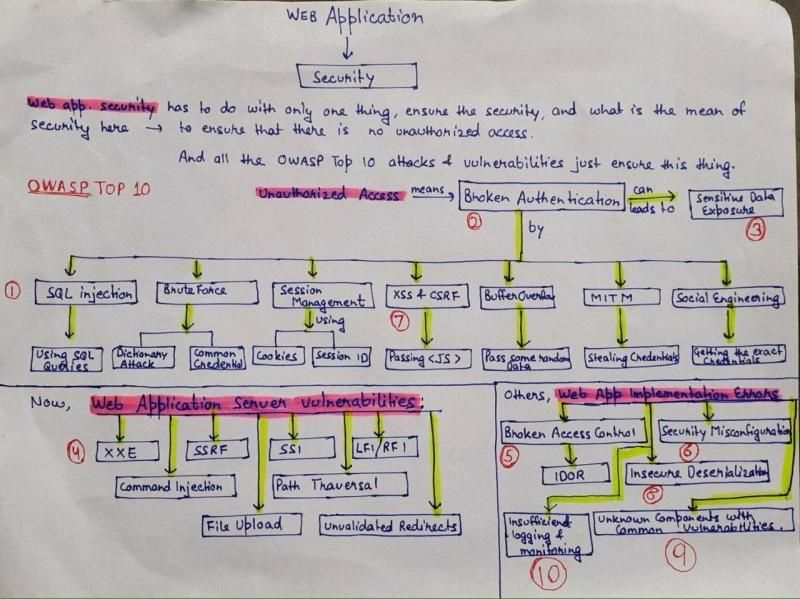 WEB Application
Security
Web app. security has to do with only one thing, ensure the security, and what is the mean of
security here → to ensure that there is no unauthorized access.
And all the OWASP Top 10 attacks & vulnerabilities just ensure this thing.
OWASP TOP 10
Unauthorized Access means Broken Authentication can leads to Sensitive Data Exposure
2
3
by
1 SQL injection
Brute Force
Session Management
XSS & CSRF
7
Buffer Overflow
MITM
Social Engineering
using
Using SQL Queries
Dictionary Attack
Common Credential
Cookies
Session ID
Passing <JS>
Pass some random Data
Stealing Credentials
Getting the exact Credentials
Now, Web Application Server Vulnerabilities:
4 XXE
SSRF
SSI
LFI/RFI
Command Injection
Path Traversal
File Upload
Unvalidated Redirects
Others, Web App Implementation Errors
Broken Access Control
5
Security Misconfiguration
6
IDOR
Insecure Deserialization
8
Insufficient
logging &
monitoring
10
Unknown Components with
Common Vulnerabilities.
9